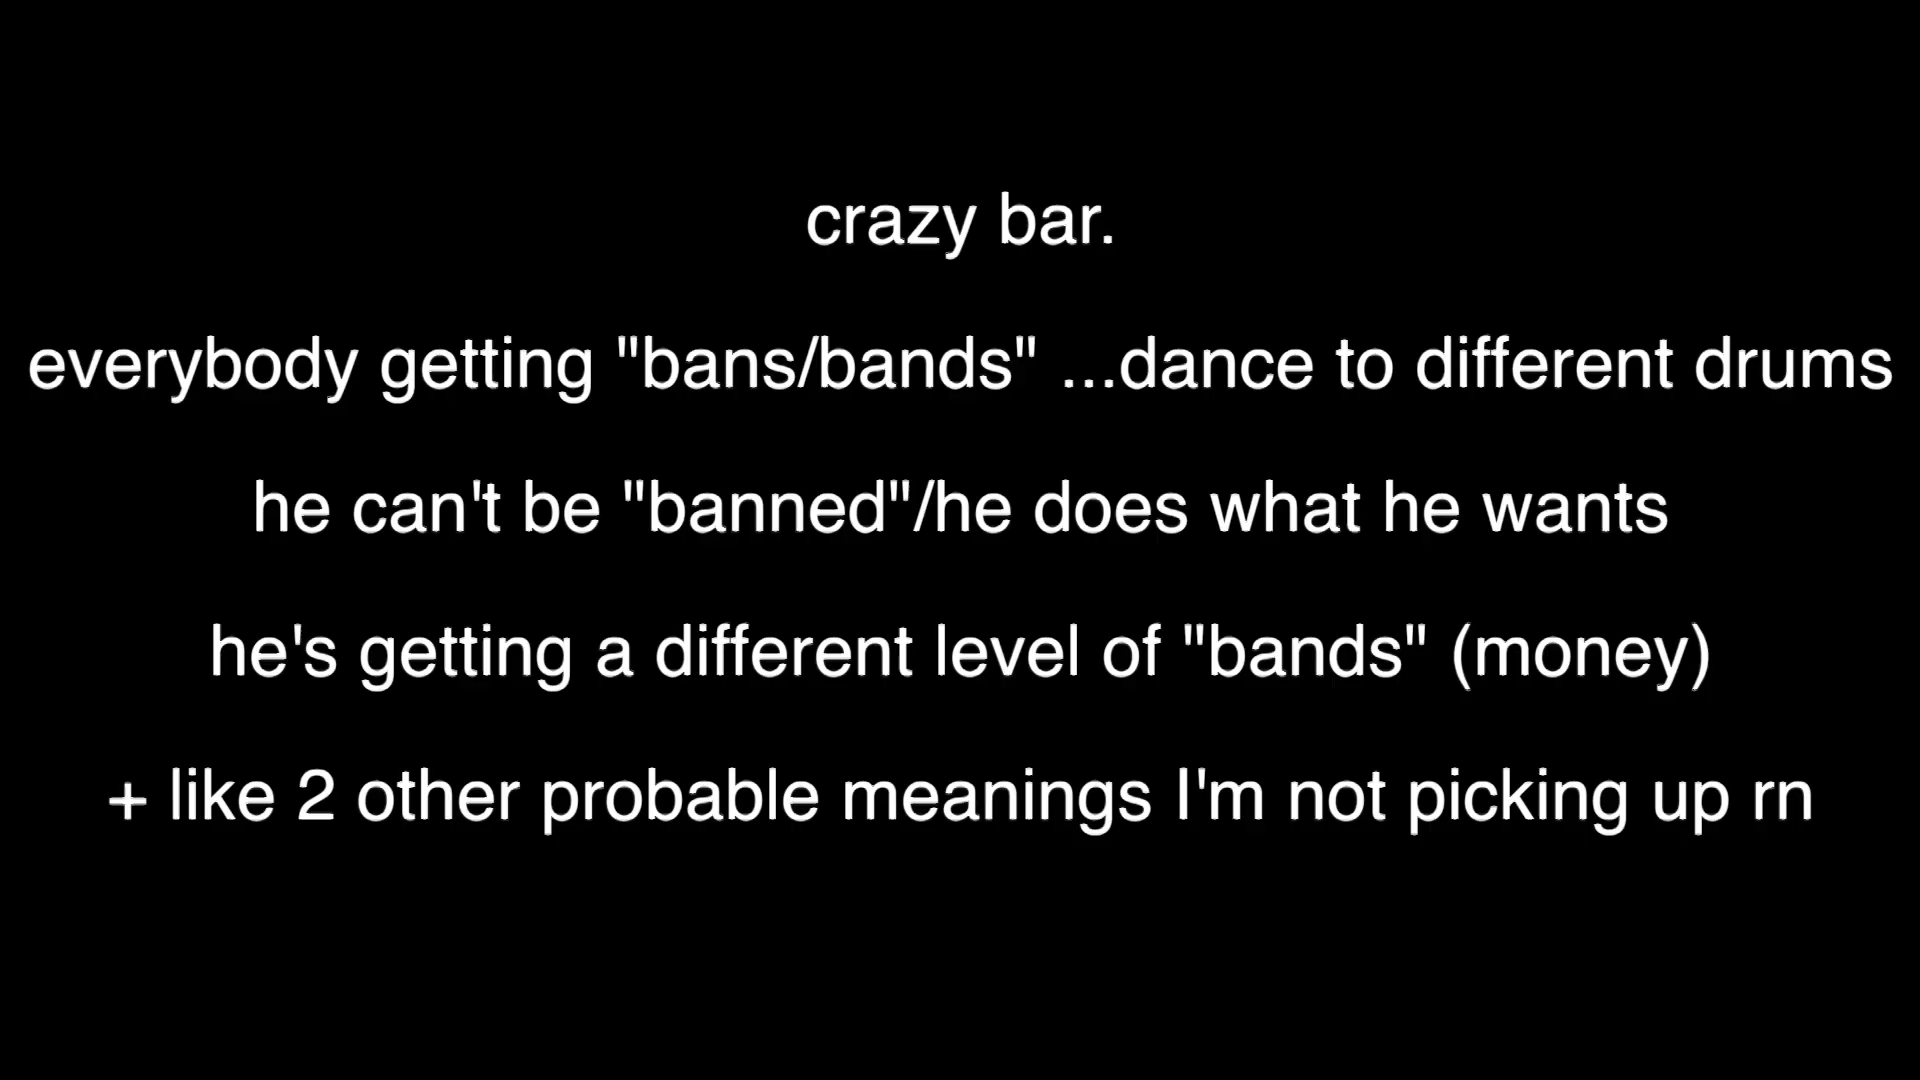 crazy bar.
everybody getting "bans/bands" ...dance to different drums
he can't be "banned"/he does what he wants
he's getting a different level of "bands" (money)
+ like 2 other probable meanings I'm not picking up rn